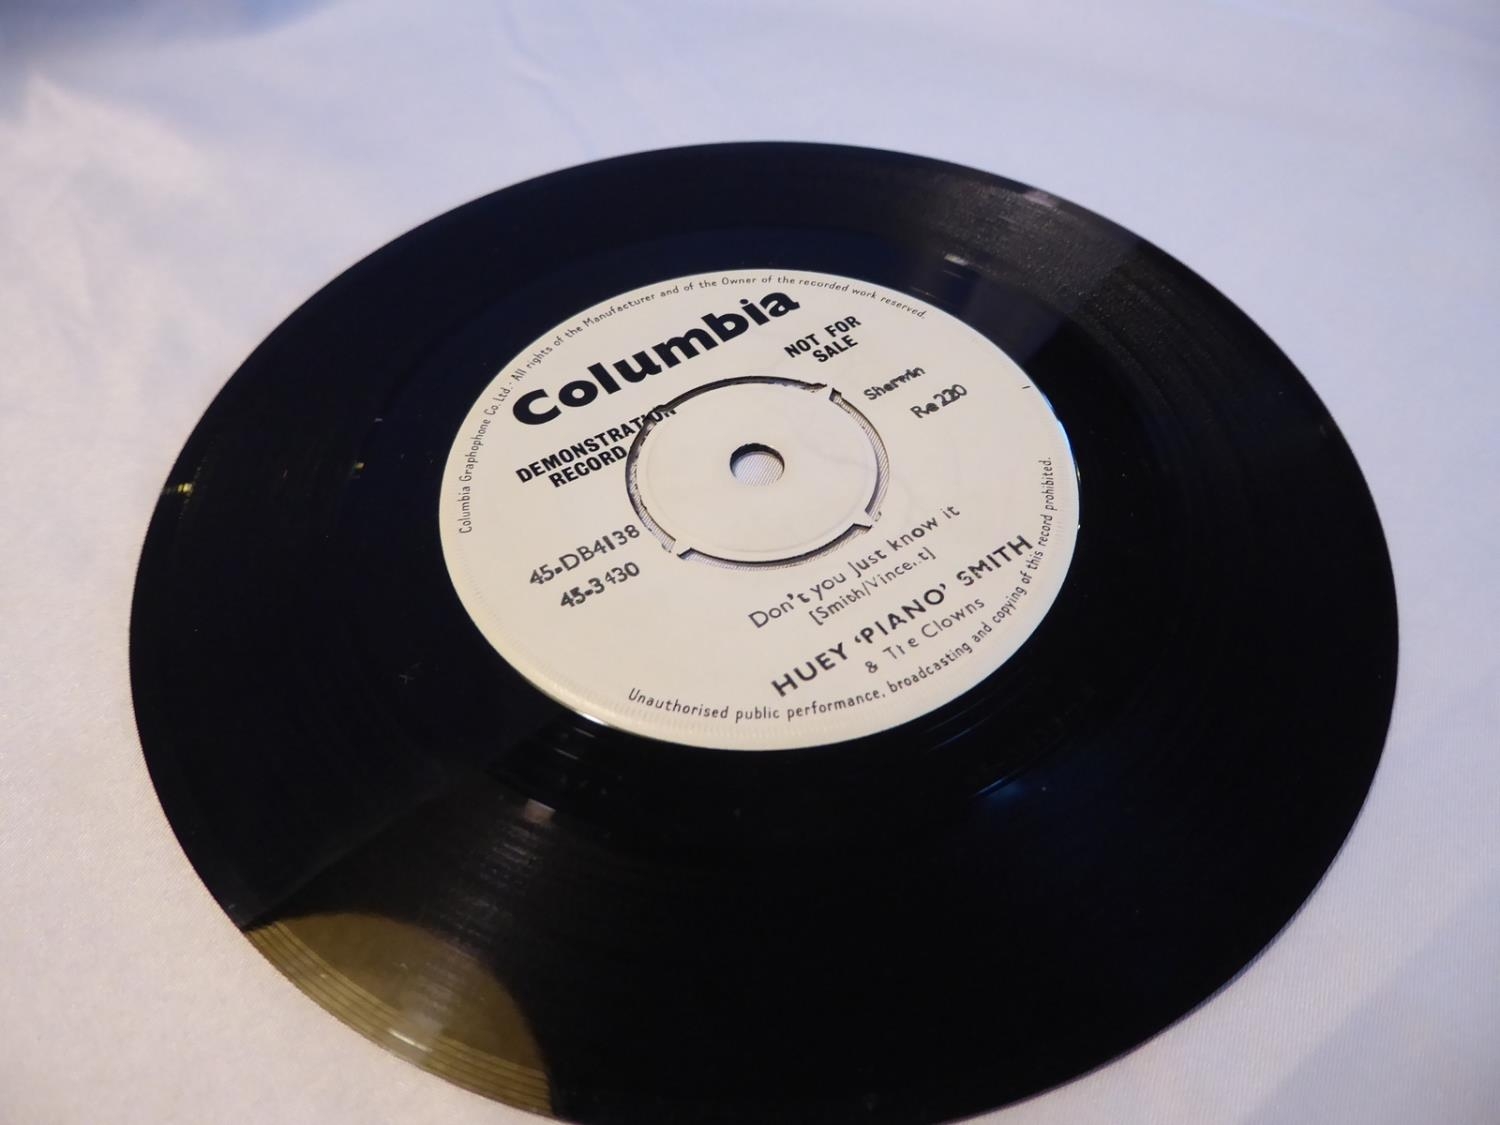 Columbia Graphophone Co. Ltd. · All rights of the Manufacturer and of the Owner of the recorded work reserved.
Columbia
NOT FOR
SALE
DEMONSTRATION
RECORD
Sherwin
Re 220
45-DB4138
45-3430
Don't you just know it
[Smith/Vince.t]
HUEY ‘PIANO’ SMITH
& The Clowns
Unauthorised public performance, broadcasting and copying of this record prohibited.